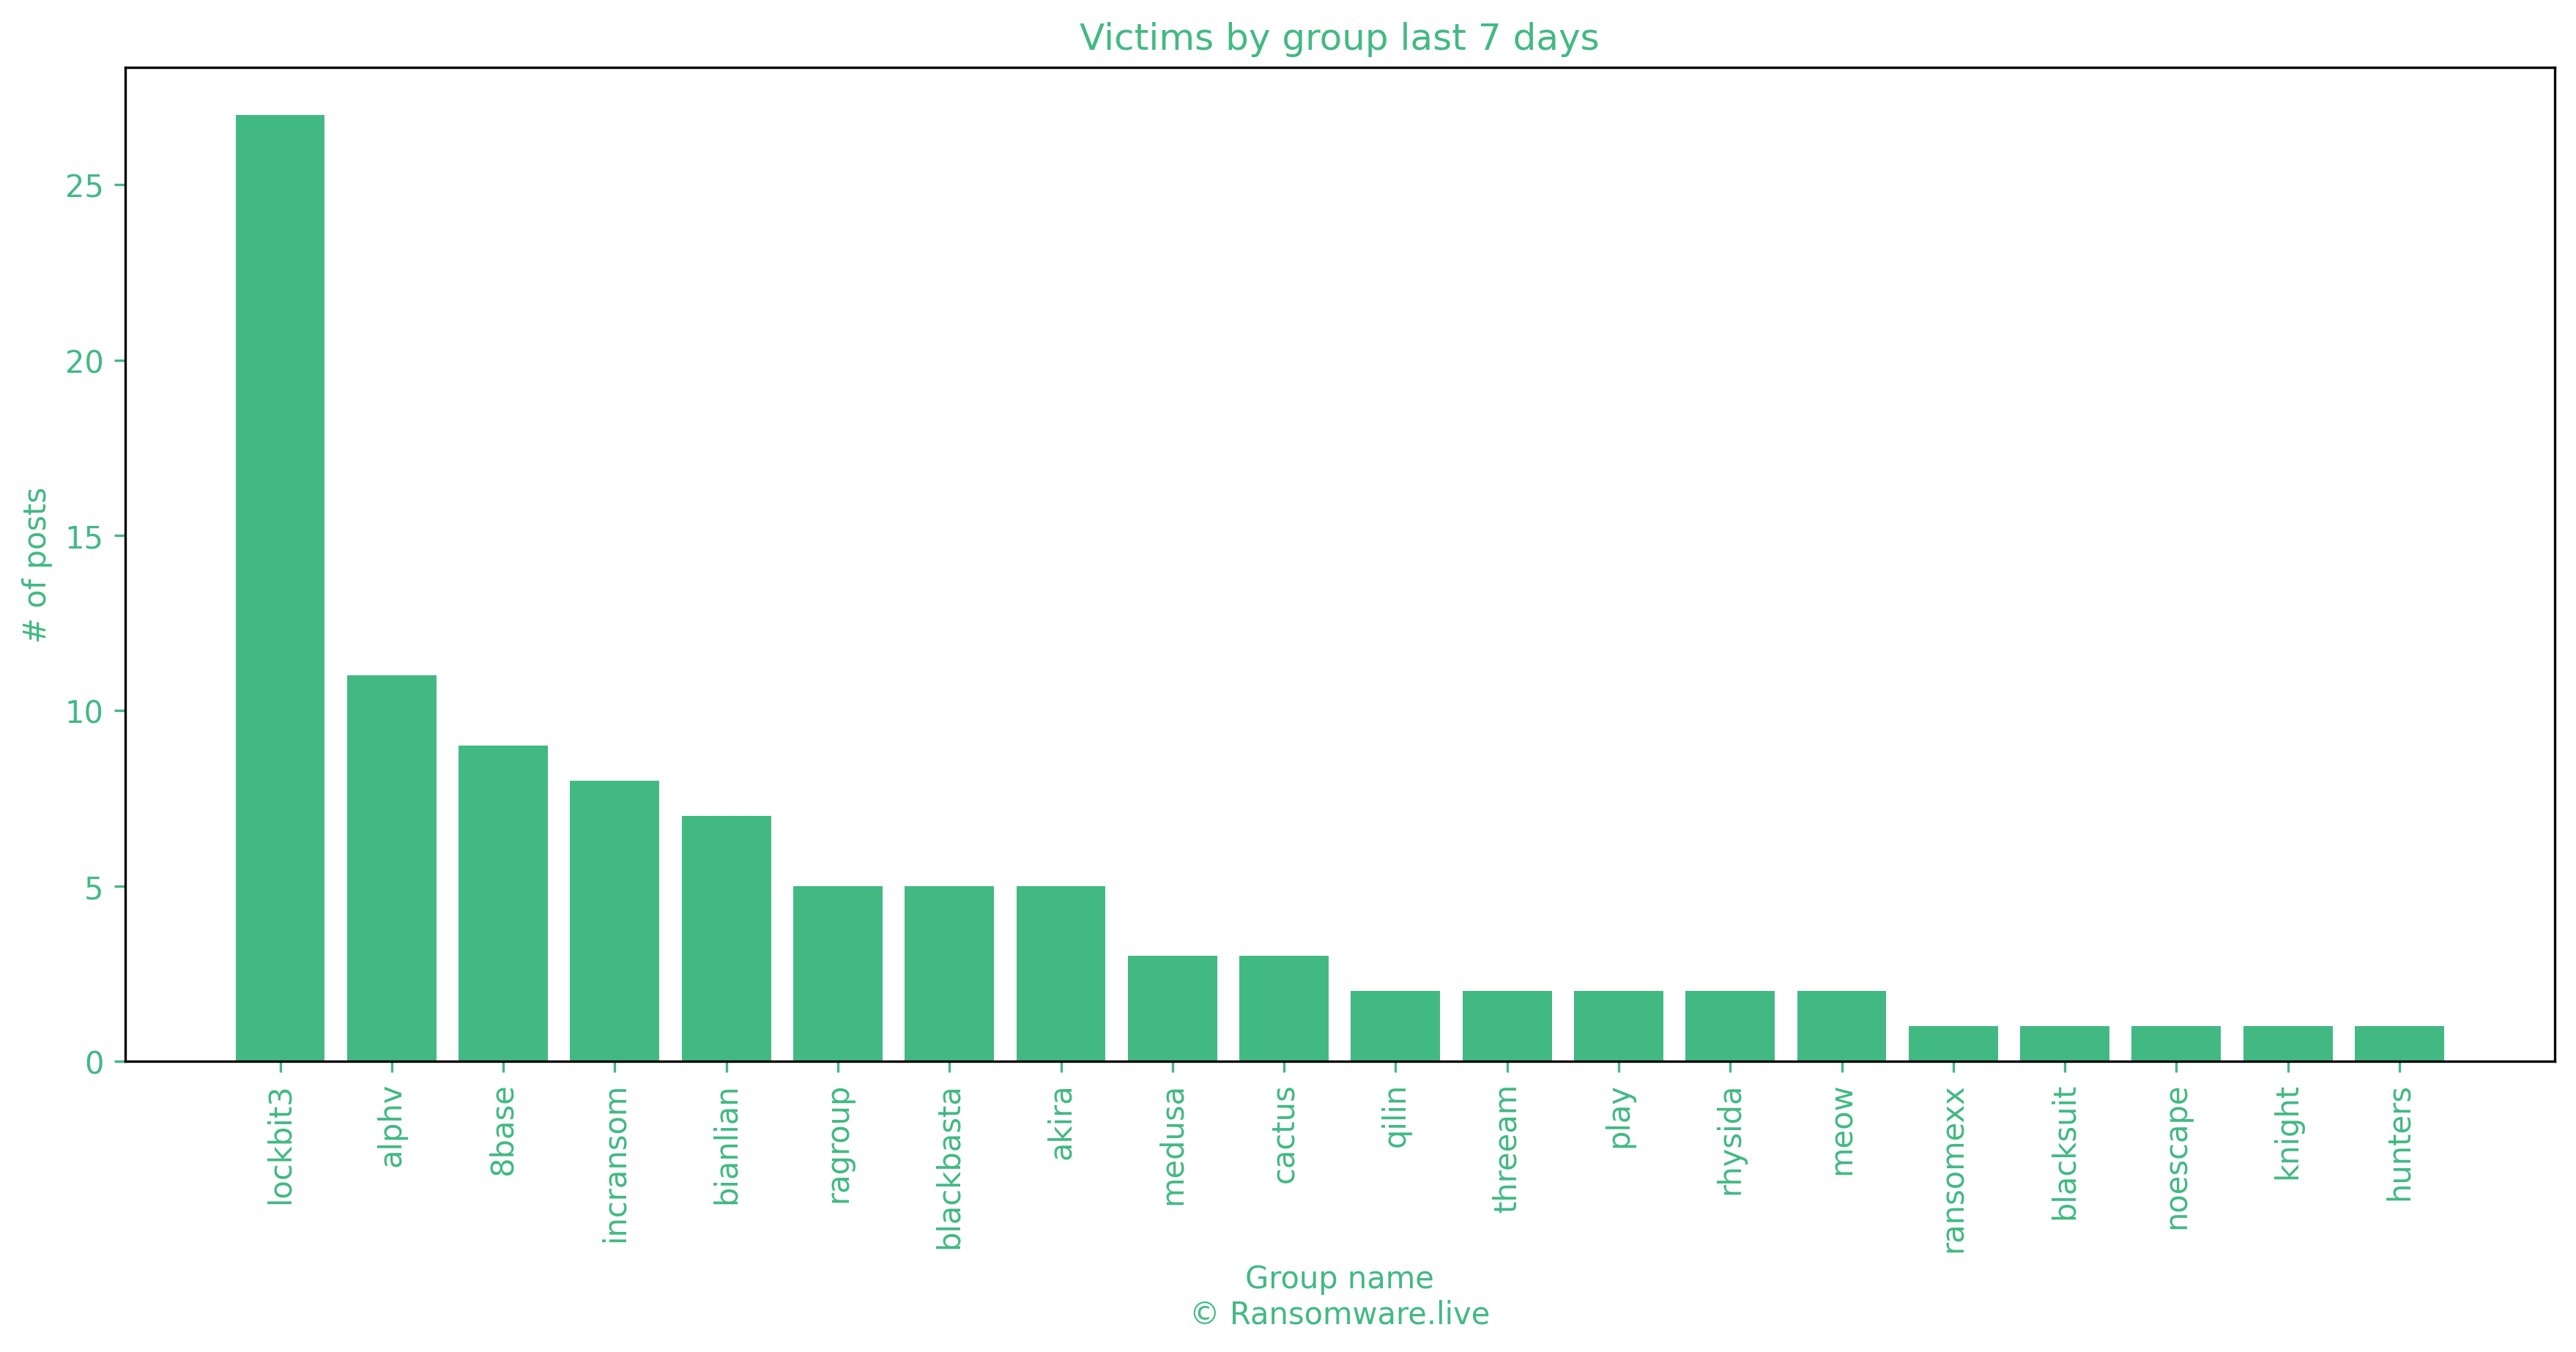 Victims by group last 7 days
# of posts
25
20
15
10
5
0
lockbit3
alphv
8base
incransom
bianlian
ragroup
blackbasta
akira
medusa
cactus
qilin
threeam
play
rhysida
meow
ransomexx
blacksuit
noescape
knight
hunters
Group name
© Ransomware.live